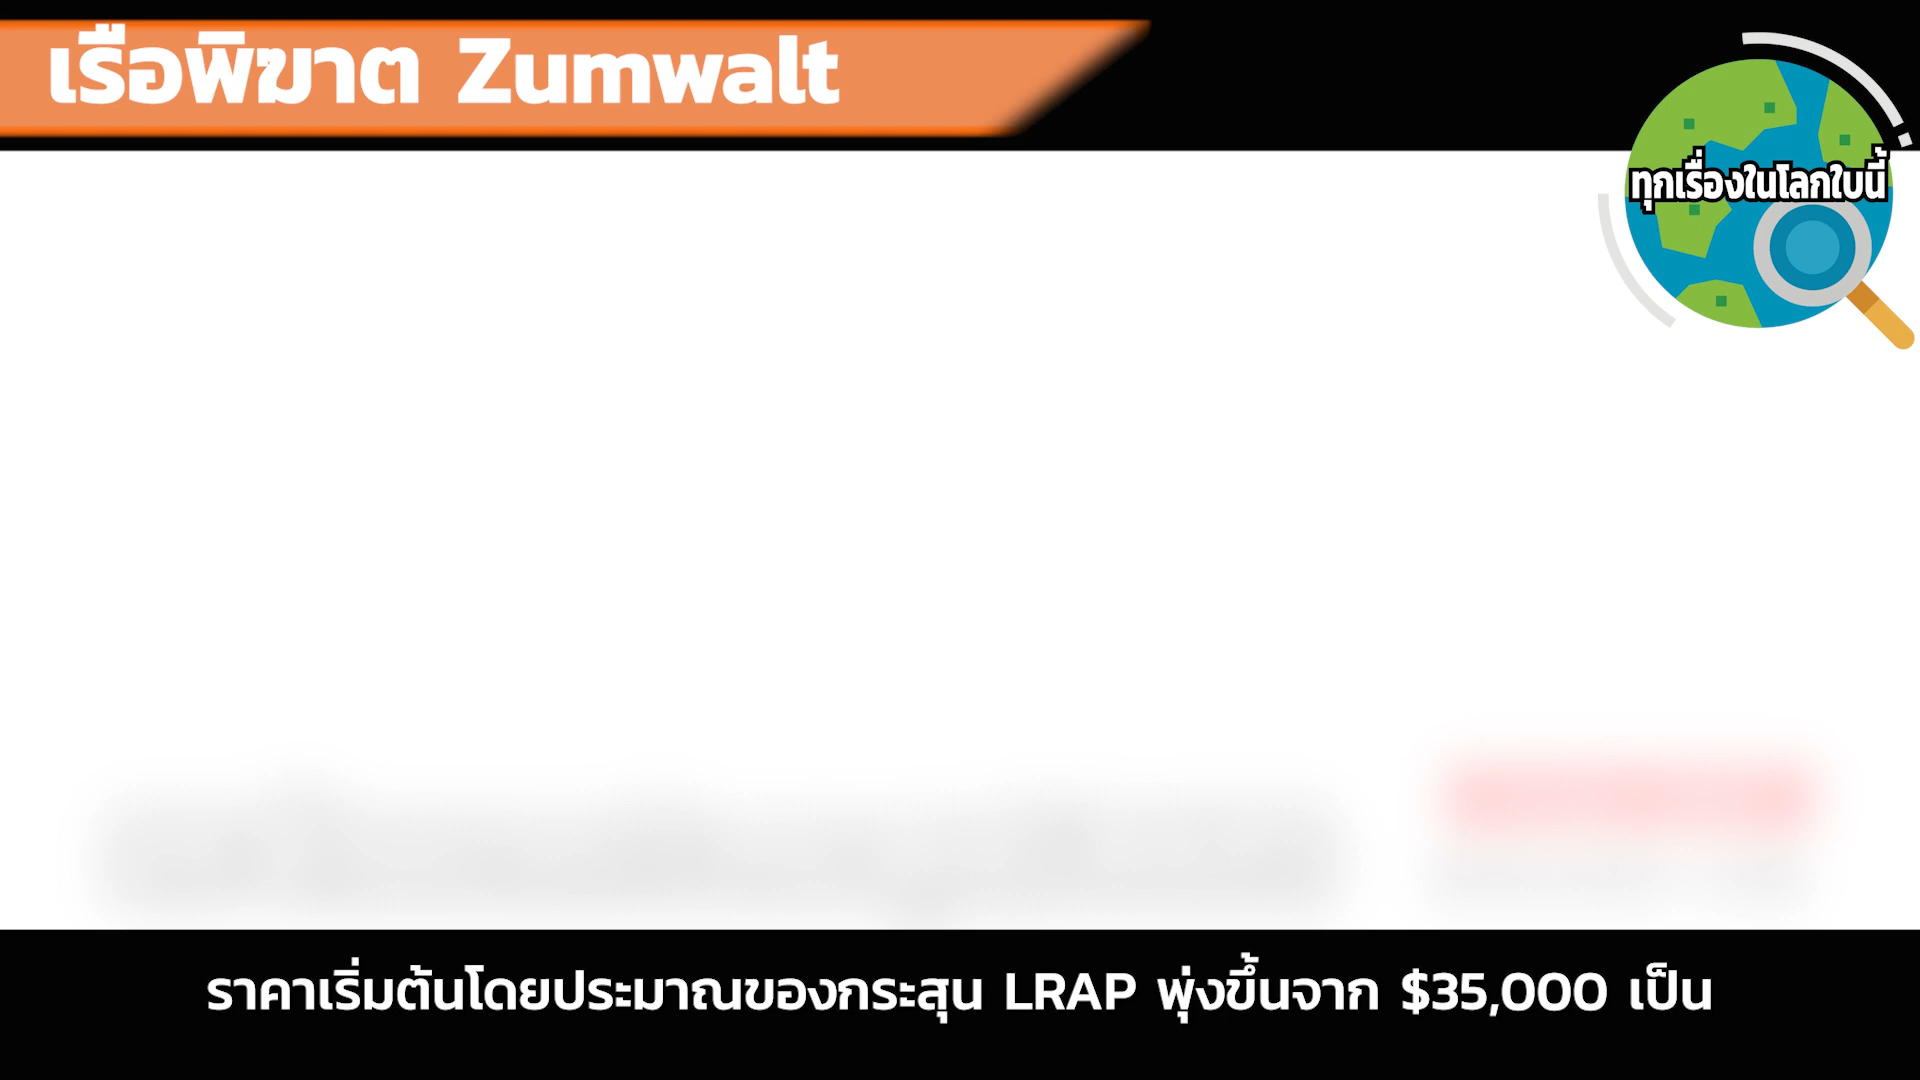 เรือพิฆาต Zumwalt
ทุกเรื่องในโลกใบนี้
ราคาเริ่มต้นโดยประมาณของกระสุน LRAP พุ่งขึ้นจาก $35,000 เป็น